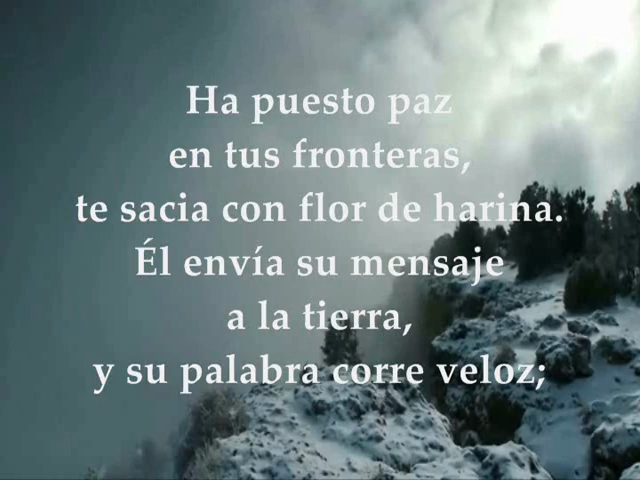 Ha puesto paz
en tus fronteras,
te sacia con flor de harina.
Él envía su mensaje
a la tierra,
y su palabra corre veloz;